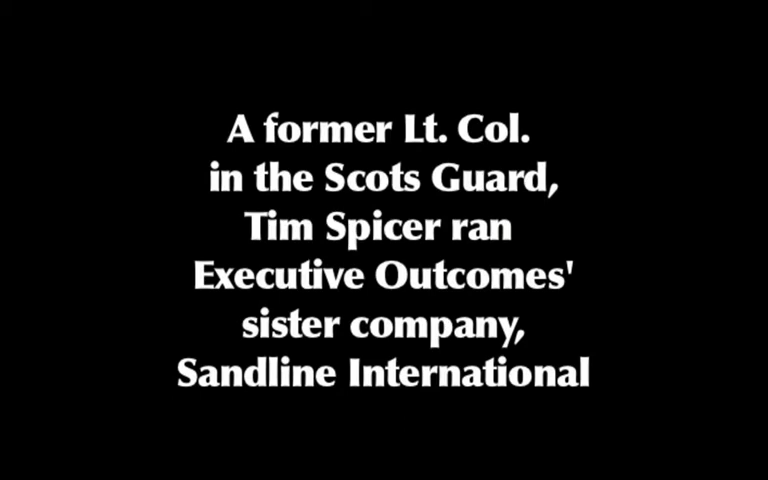 A former Lt. Col.
in the Scots Guard,
Tim Spicer ran
Executive Outcomes'
sister company,
Sandline International